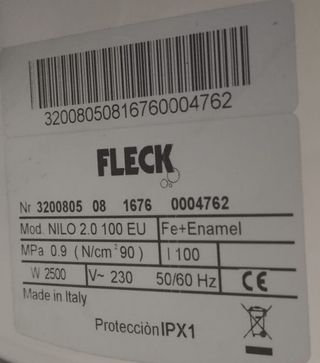 32008050816760004762
FLECK
Nr 3200805 08 1676 0004762
Mod. NILO 2.0 100 EU Fe+Enamel
MPa 0.9 (N/cm² 90) l 100
W 2500 V~ 230 50/60 Hz CE
Made in Italy
Protecciòn IPX1